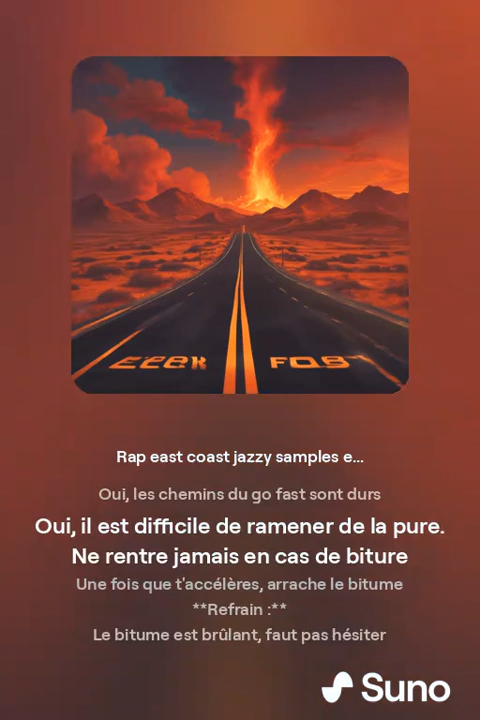 Rap east coast jazzy samples e...
Oui, les chemins du go fast sont durs
Oui, il est difficile de ramener de la pure.
Ne rentre jamais en cas de biture
Une fois que t'accélères, arrache le bitume
**Refrain :**
Le bitume est brûlant, faut pas hésiter
Suno